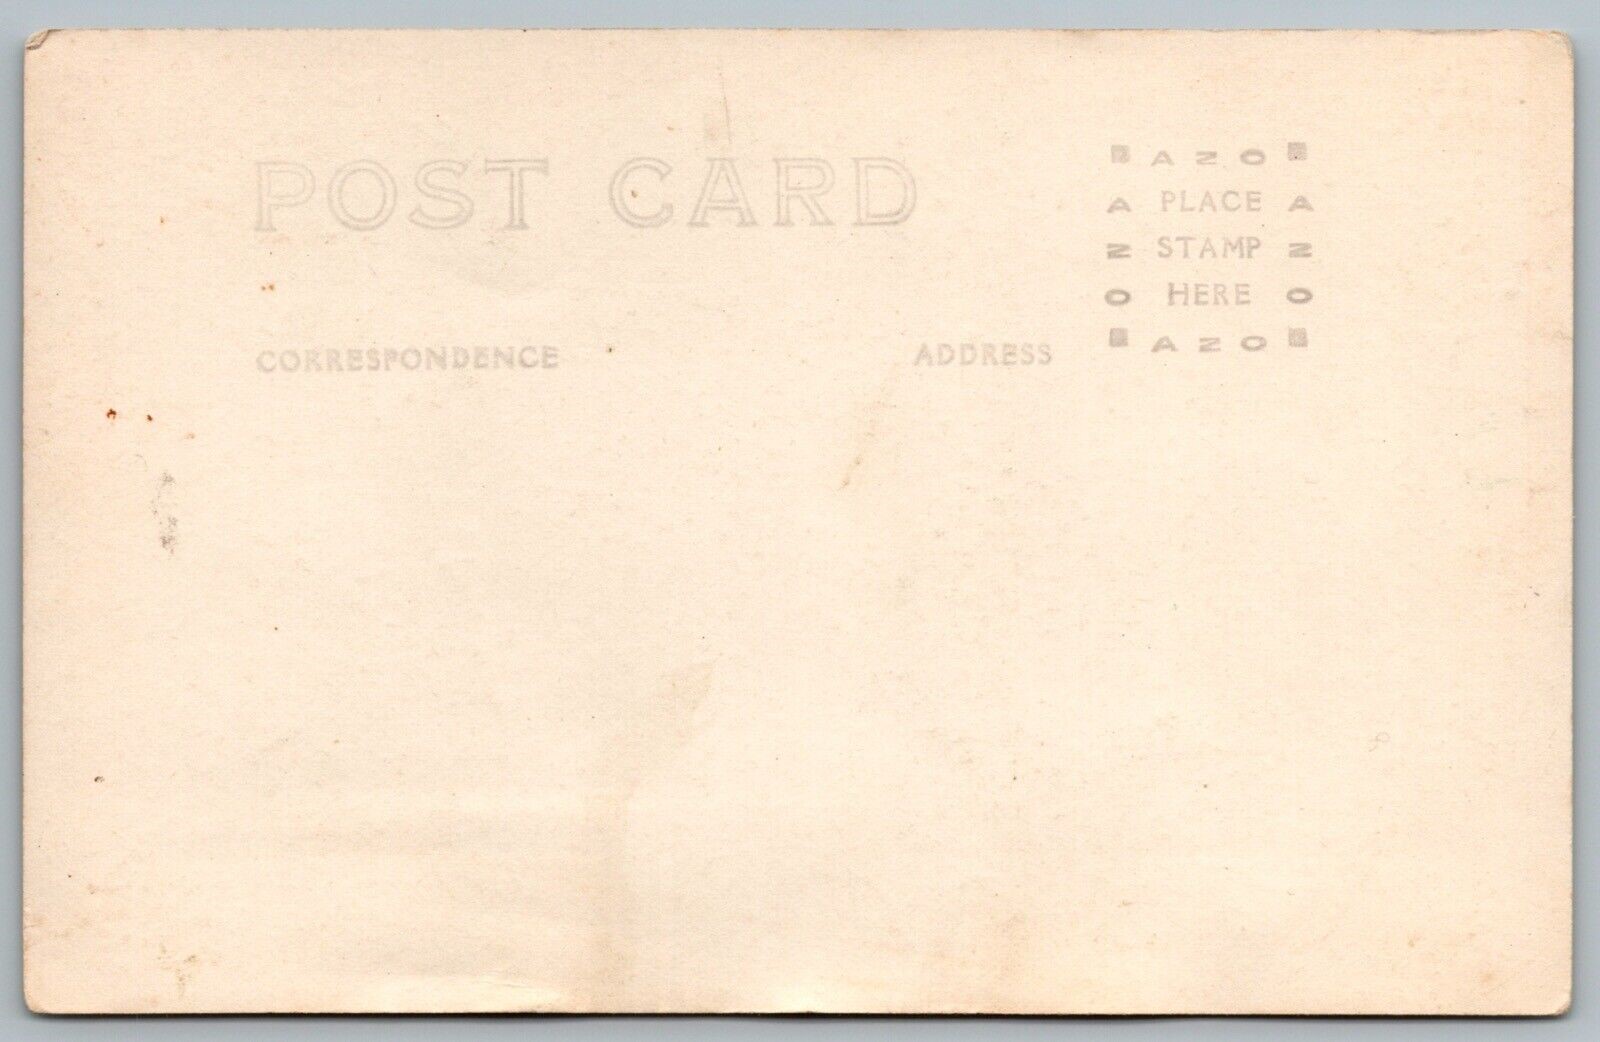 POST CARD
AZO
A PLACE A
N STAMP N
O HERE O
AZO
CORRESPONDENCE
ADDRESS